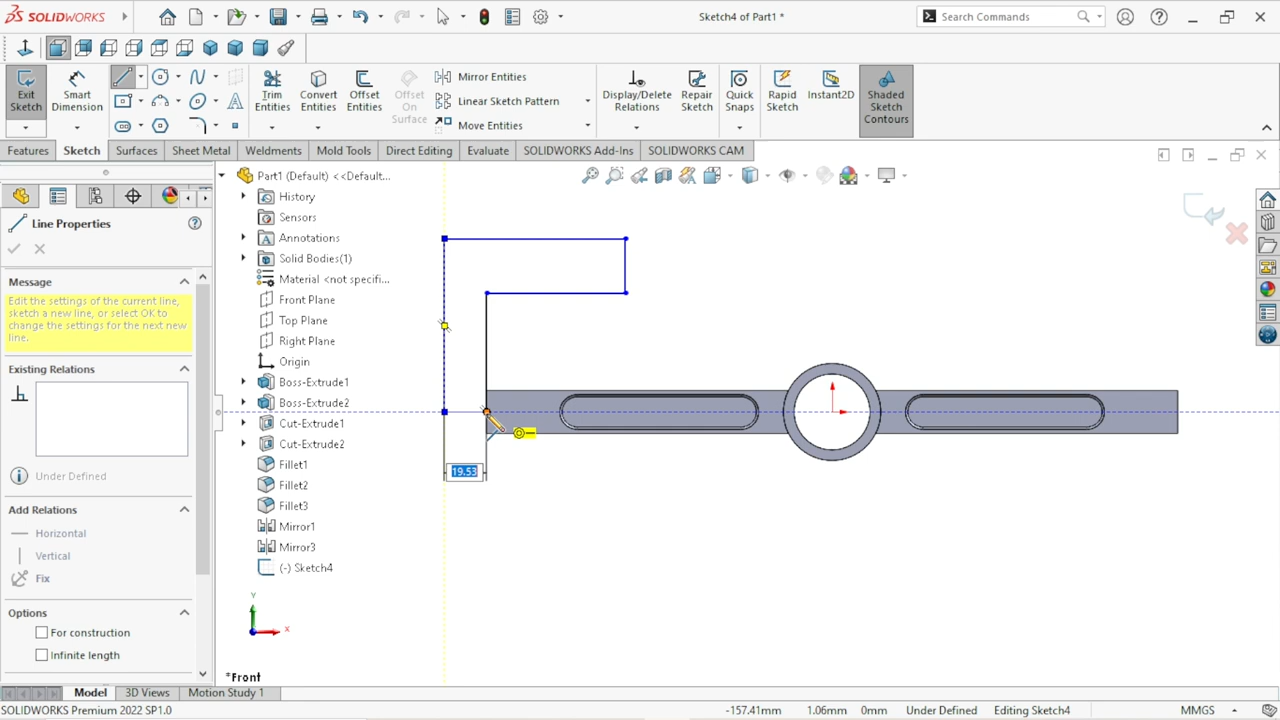 SOLIDWORKS
Sketch4 of Part1 *
Search Commands
Exit Sketch
Smart Dimension
Trim Entities
Convert Entities
Offset Entities
Offset On Surface
Mirror Entities
Linear Sketch Pattern
Move Entities
Display/Delete Relations
Repair Sketch
Quick Snaps
Rapid Sketch
Instant2D
Shaded Sketch Contours
Features
Sketch
Surfaces
Sheet Metal
Weldments
Mold Tools
Direct Editing
Evaluate
SOLIDWORKS Add-Ins
SOLIDWORKS CAM
Line Properties
Message
Edit the settings of the current line,
sketch a new line, or select OK to
change the settings for the next new
line.
Existing Relations
Under Defined
Add Relations
Horizontal
Vertical
Fix
Options
For construction
Infinite length
Part1 (Default) <<Default...
History
Sensors
Annotations
Solid Bodies(1)
Material <not specifi...
Front Plane
Top Plane
Right Plane
Origin
Boss-Extrude1
Boss-Extrude2
Cut-Extrude1
Cut-Extrude2
Fillet1
Fillet2
Fillet3
Mirror1
Mirror3
(-) Sketch4
19.53
Y
X
*Front
Model
3D Views
Motion Study 1
SOLIDWORKS Premium 2022 SP1.0
-157.41mm
1.06mm
0mm
Under Defined
Editing Sketch4
MMGS